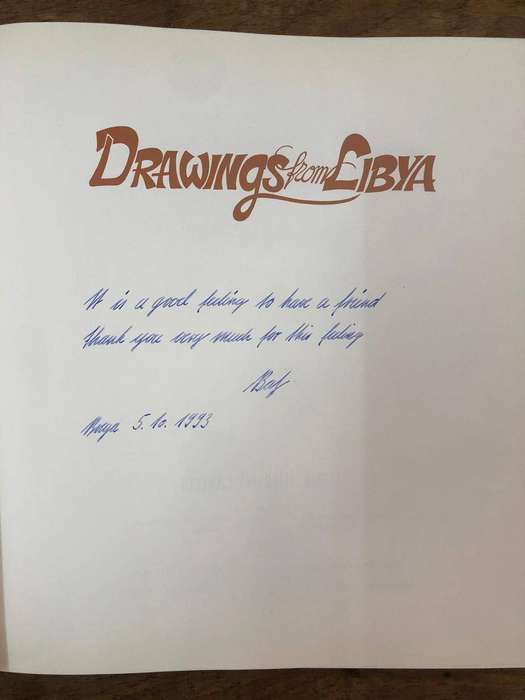 DRAWINGS from LIBYA
It is a good feeling to have a friend
thank you very much for this feeling
5. 10. 1993